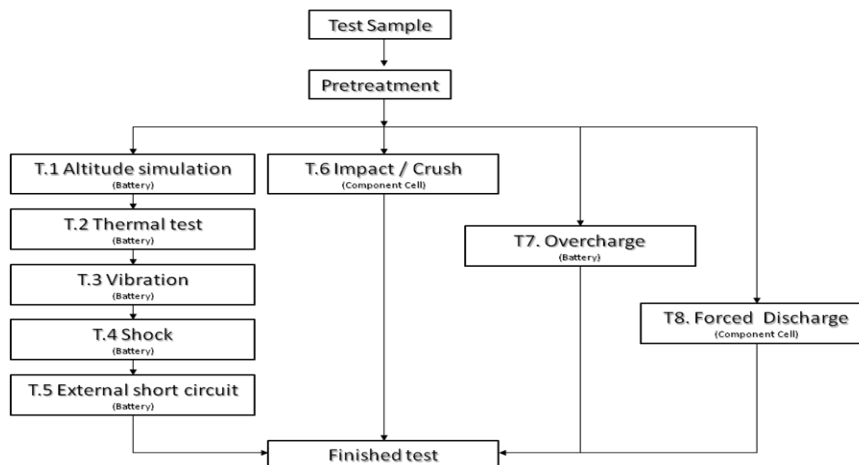 Test Sample
Pretreatment
T.1 Altitude simulation
(Battery)
T.2 Thermal test
(Battery)
T.3 Vibration
(Battery)
T.4 Shock
(Battery)
T.5 External short circuit
(Battery)
T.6 Impact / Crush
(Component Cell)
T7. Overcharge
(Battery)
T8. Forced Discharge
(Component Cell)
Finished test